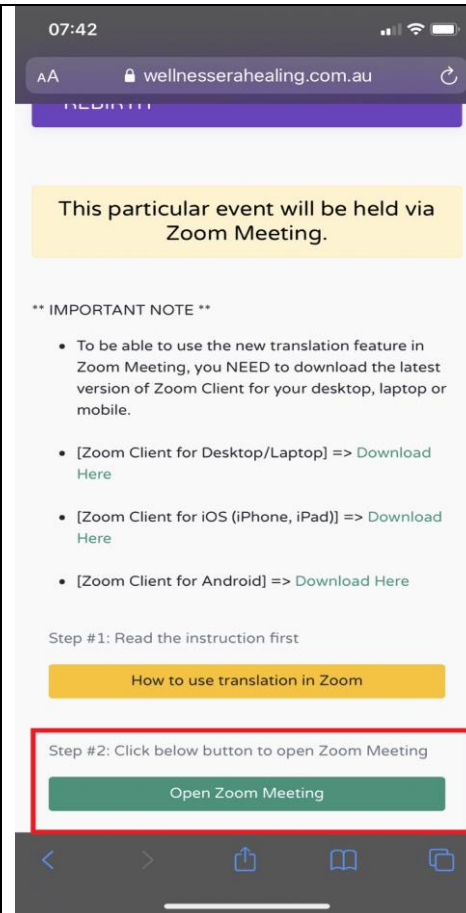 07:42
AA wellnesserahealing.com.au
REBIRTH
This particular event will be held via
Zoom Meeting.
** IMPORTANT NOTE **
• To be able to use the new translation feature in
Zoom Meeting, you NEED to download the latest
version of Zoom Client for your desktop, laptop or
mobile.
• [Zoom Client for Desktop/Laptop] => Download
Here
• [Zoom Client for iOS (iPhone, iPad)] => Download
Here
• [Zoom Client for Android] => Download Here
Step #1: Read the instruction first
How to use translation in Zoom
Step #2: Click below button to open Zoom Meeting
Open Zoom Meeting